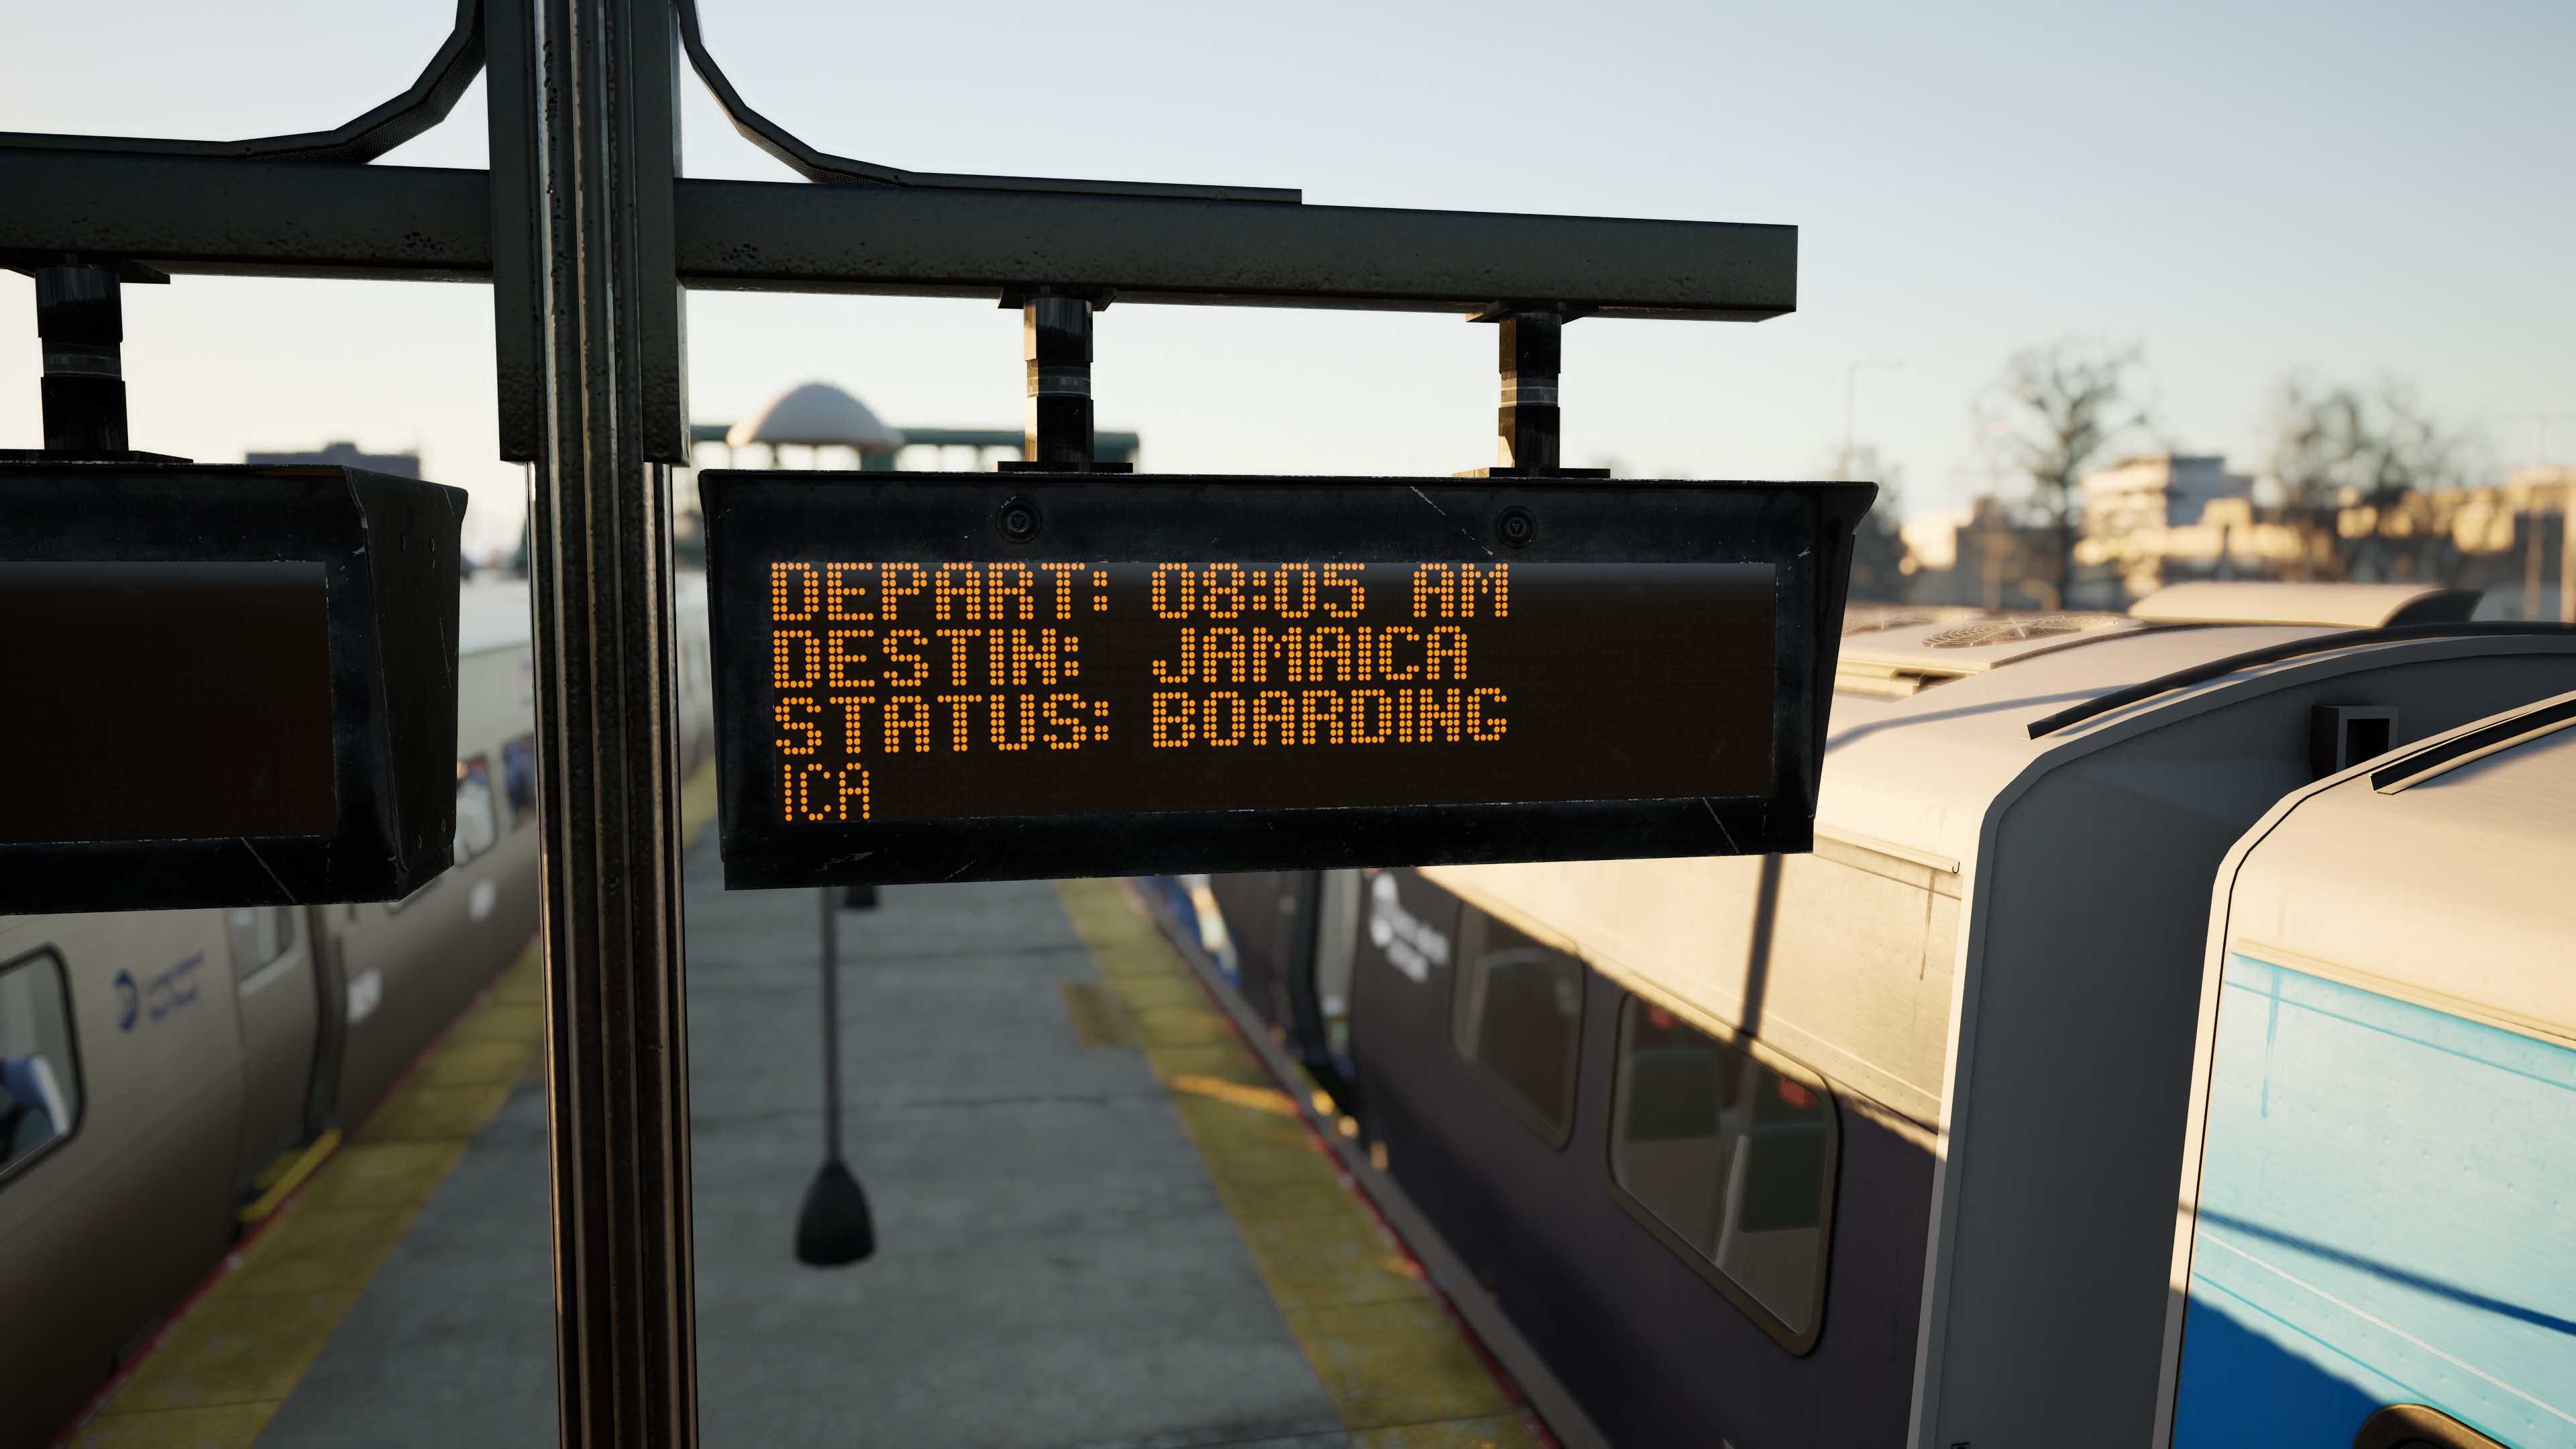 DEPART: 08:05 AM
DESTIN: JAMAICA
STATUS: BOARDING
ICA